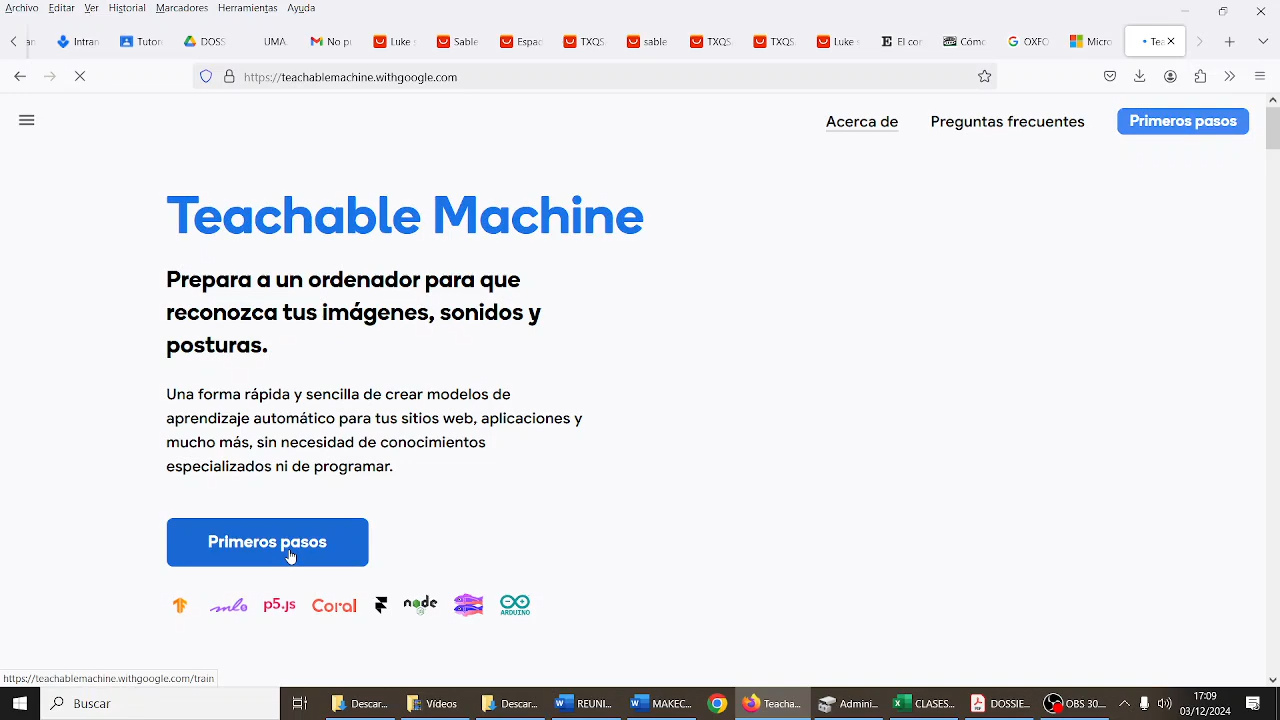 Archivo Editar Ver Historial Marcadores Herramientas Ayuda
Intran Tutor DOSS UMA. No p Luke Sable Espac TXQS sable TXQS. TXQS Luke s El cor Cómo OXFO Micro Tea
https://teachablemachine.withgoogle.com
Acerca de Preguntas frecuentes Primeros pasos
Teachable Machine
Prepara a un ordenador para que
reconozca tus imágenes, sonidos y
posturas.
Una forma rápida y sencilla de crear modelos de
aprendizaje automático para tus sitios web, aplicaciones y
mucho más, sin necesidad de conocimientos
especializados ni de programar.
Primeros pasos
ml5 p5.js Coral node ARDUINO
https://teachablemachine.withgoogle.com/train
Buscar Descar... Vídeos Descar... REUNI... MAKEC... Teacha... Admin... CLASES... DOSSIE... OBS 30... 17:09
03/12/2024